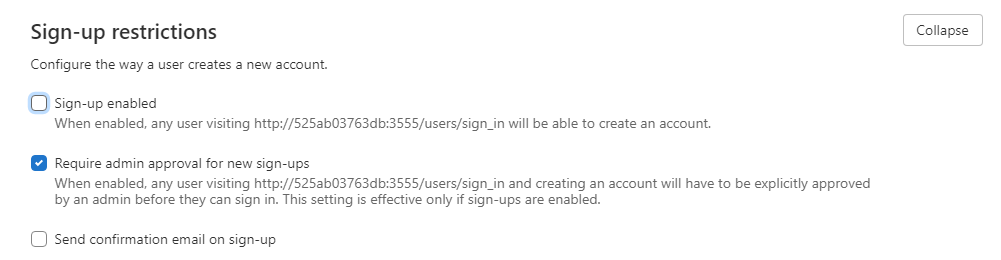 Sign-up restrictions
Collapse
Configure the way a user creates a new account.
Sign-up enabled
When enabled, any user visiting http://525ab03763db:3555/users/sign_in will be able to create an account.
Require admin approval for new sign-ups
When enabled, any user visiting http://525ab03763db:3555/users/sign_in and creating an account will have to be explicitly approved
by an admin before they can sign in. This setting is effective only if sign-ups are enabled.
Send confirmation email on sign-up